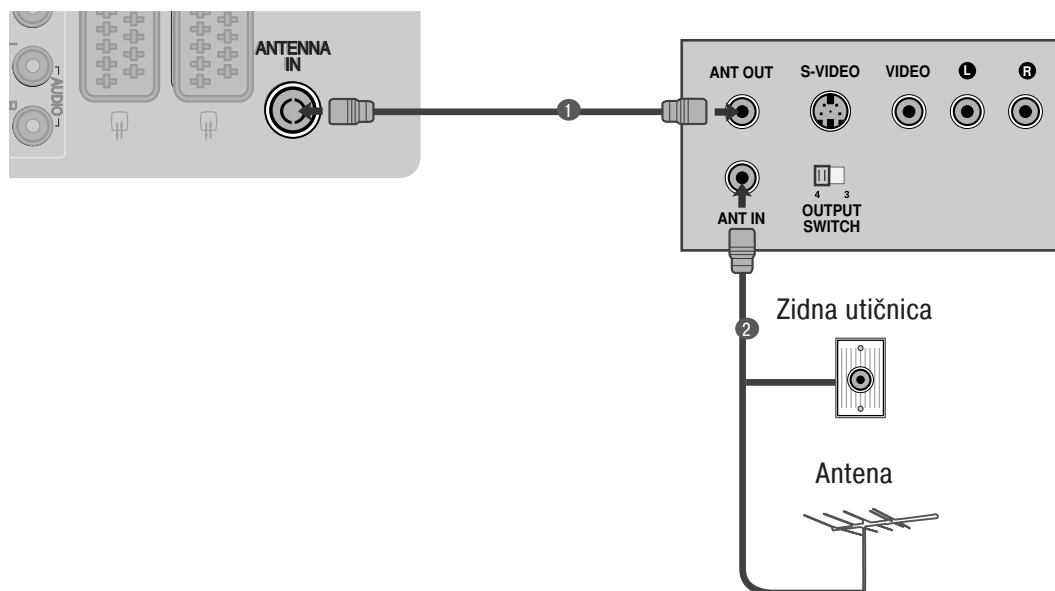 ANTENNA
IN
AUDIO
R
ANT OUT
S-VIDEO
VIDEO
L
R
1
ANT IN
4 3
OUTPUT
SWITCH
2
Zidna utičnica
Antena